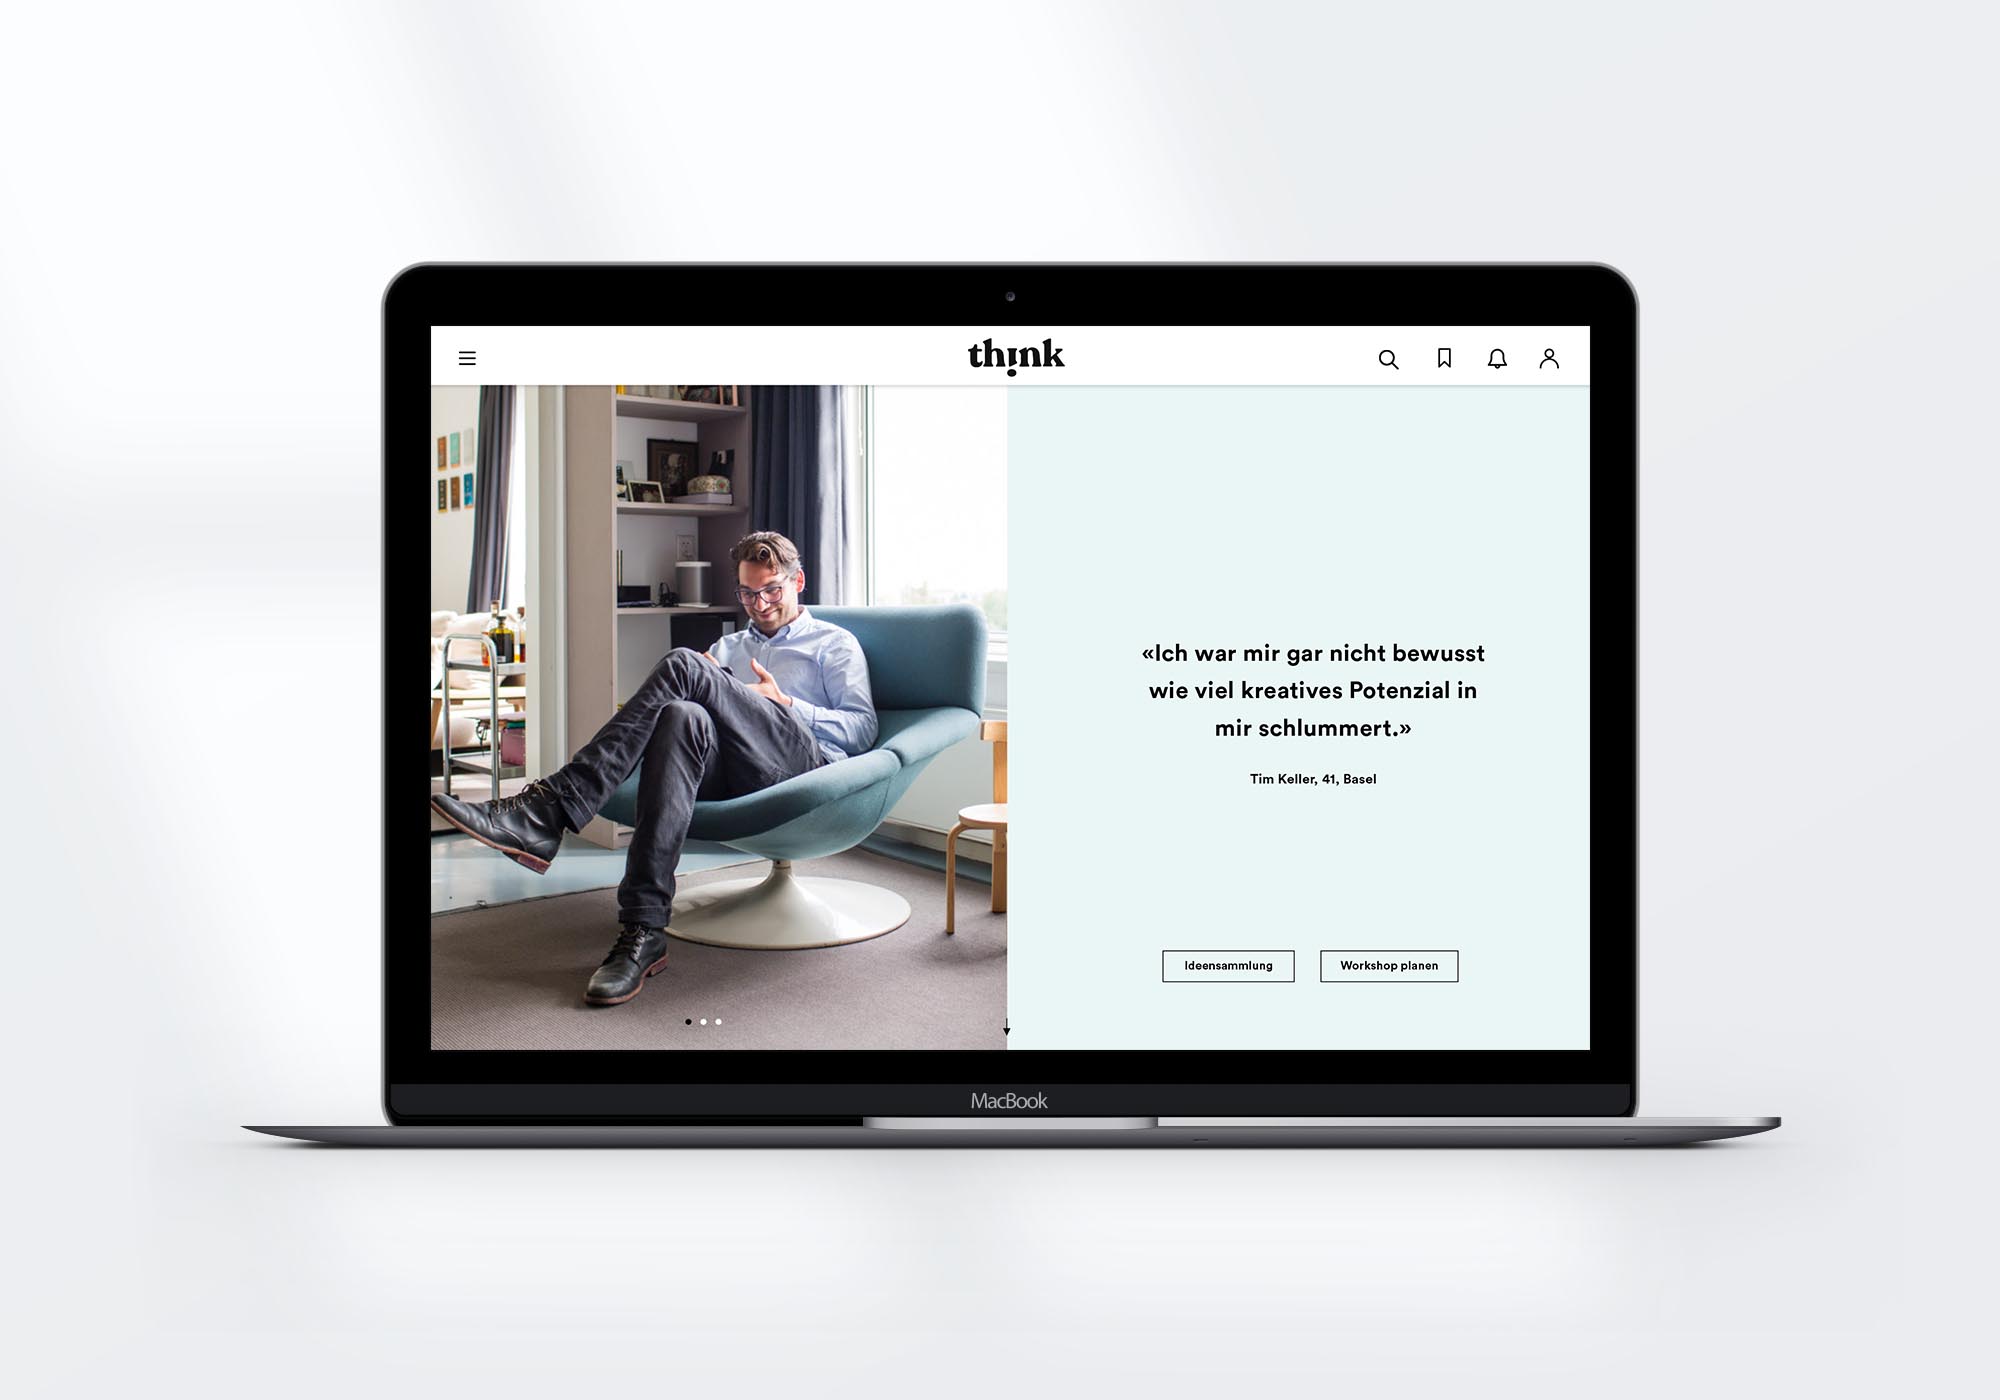 think
«Ich war mir gar nicht bewusst
wie viel kreatives Potenzial in
mir schlummert.»
Tim Keller, 41, Basel
Ideensammlung
Workshop planen
MacBook